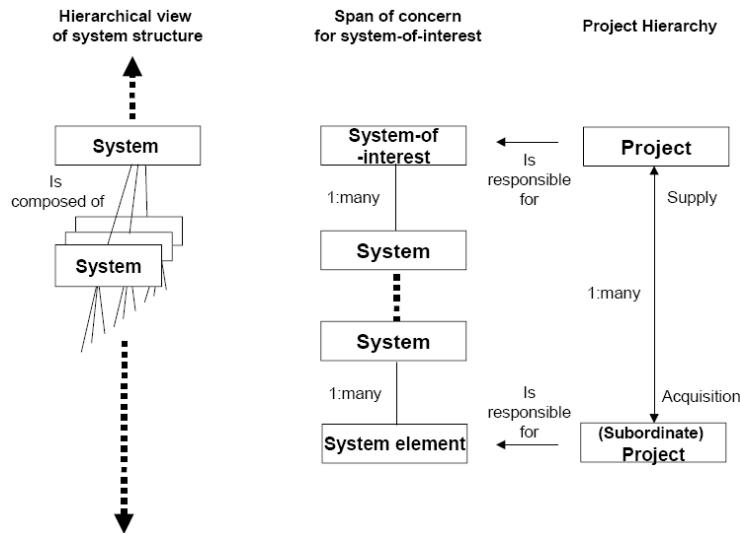 Hierarchical view
of system structure
Span of concern
for system-of-interest
Project Hierarchy
System
Is
composed of
System
System-of
-interest
1:many
System
System
1:many
System element
Is
responsible
for
Is
responsible
for
Project
Supply
1:many
Acquisition
(Subordinate)
Project